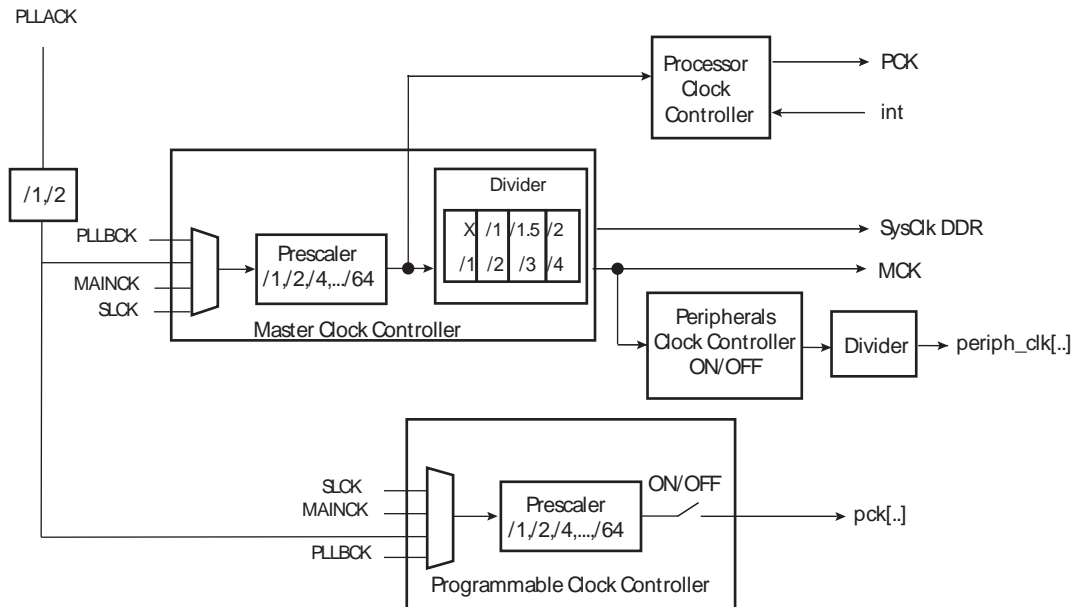 PLLACK
Processor
Clock
Controller
PCK
int
/1,/2
PLLBCK
MAINCK
SLCK
Prescaler
/1,/2,/4,.../64
Master Clock Controller
Divider
X /1 /1.5 /2
/1 /2 /3 /4
SysClk DDR
MCK
Peripherals
Clock Controller
ON/OFF
Divider
periph_clk[..]
SLCK
MAINCK
PLLBCK
Prescaler
/1,/2,/4,...,/64
ON/OFF
pck[..]
Programmable Clock Controller